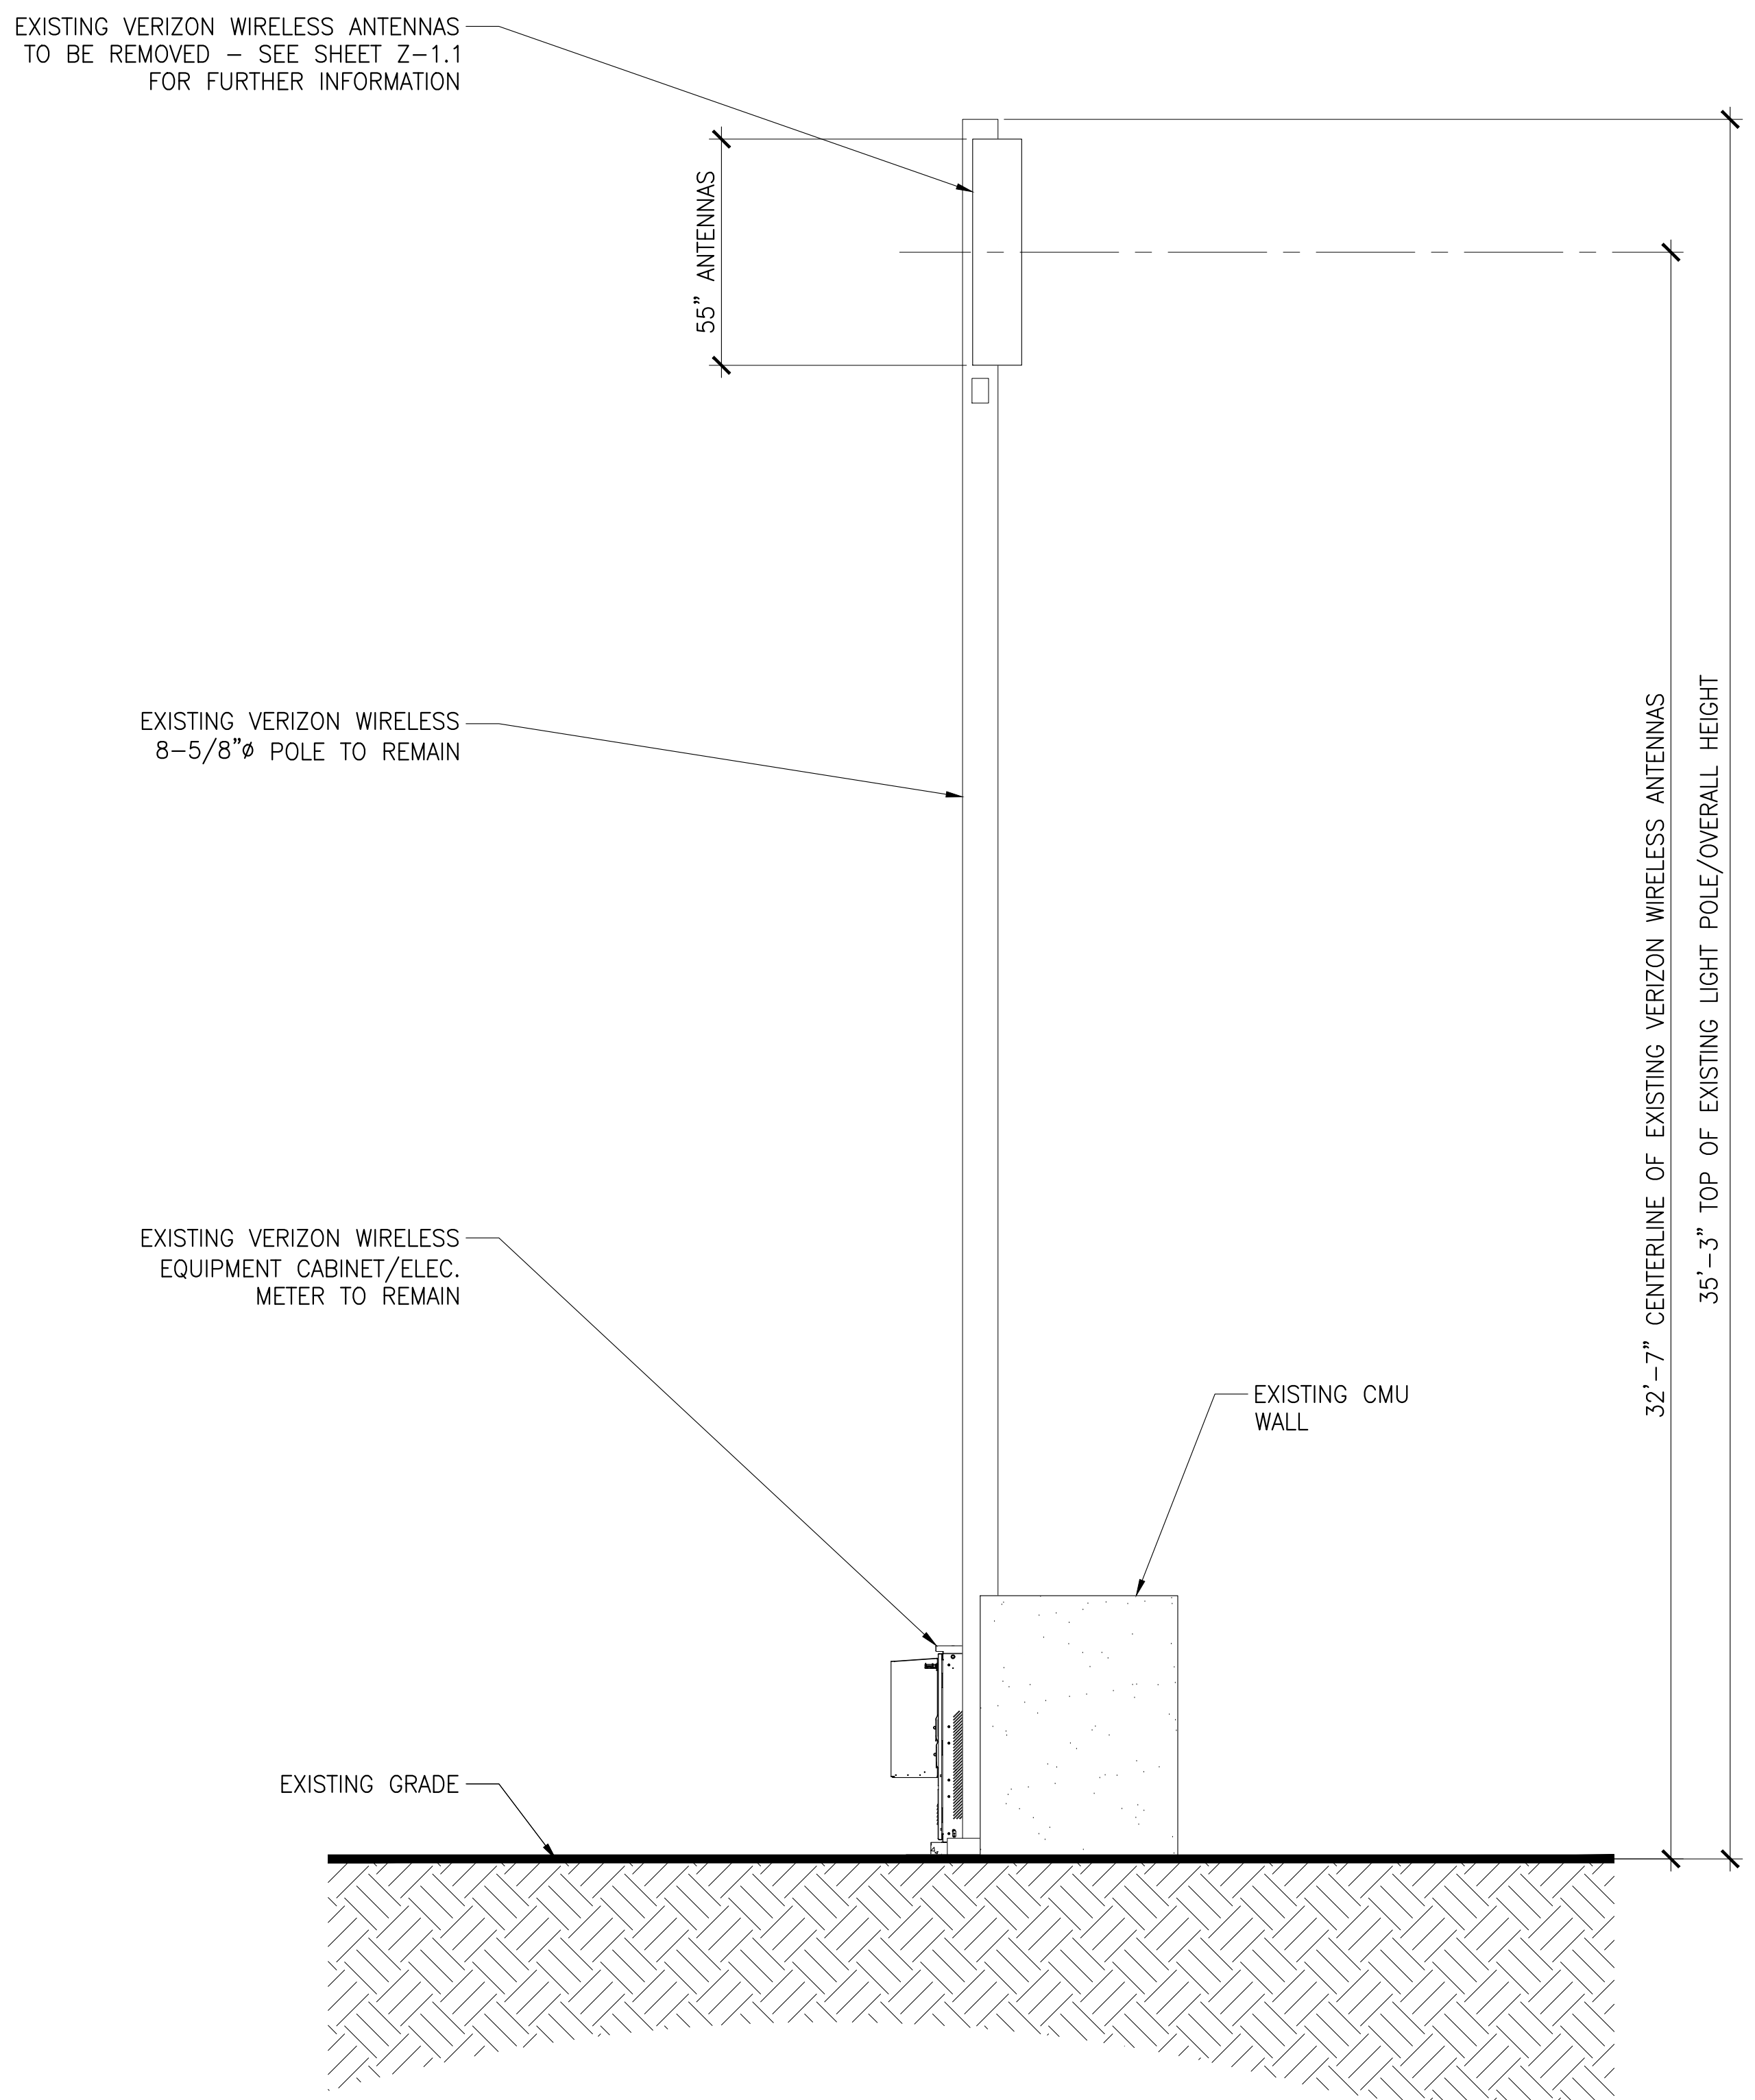 EXISTING VERIZON WIRELESS ANTENNAS
TO BE REMOVED – SEE SHEET Z–1.1
FOR FURTHER INFORMATION
55" ANTENNAS
EXISTING VERIZON WIRELESS
8–5/8"ø POLE TO REMAIN
32'–7" CENTERLINE OF EXISTING VERIZON WIRELESS ANTENNAS
35'–3" TOP OF EXISTING LIGHT POLE/OVERALL HEIGHT
EXISTING VERIZON WIRELESS
EQUIPMENT CABINET/ELEC.
METER TO REMAIN
EXISTING CMU
WALL
EXISTING GRADE